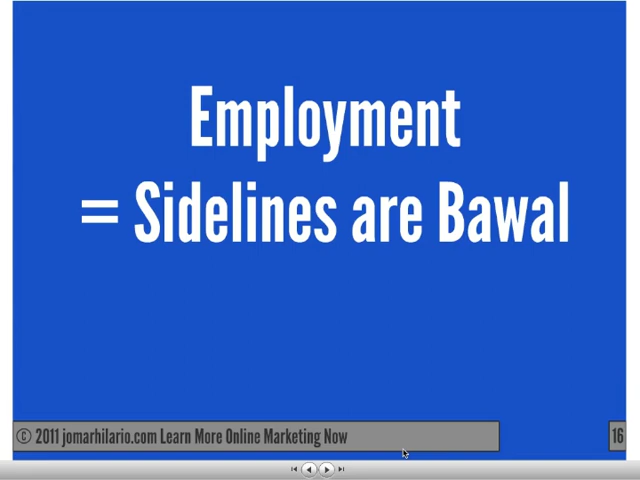 Employment
= Sidelines are Bawal
© 2011 jomarhilario.com Learn More Online Marketing Now
16